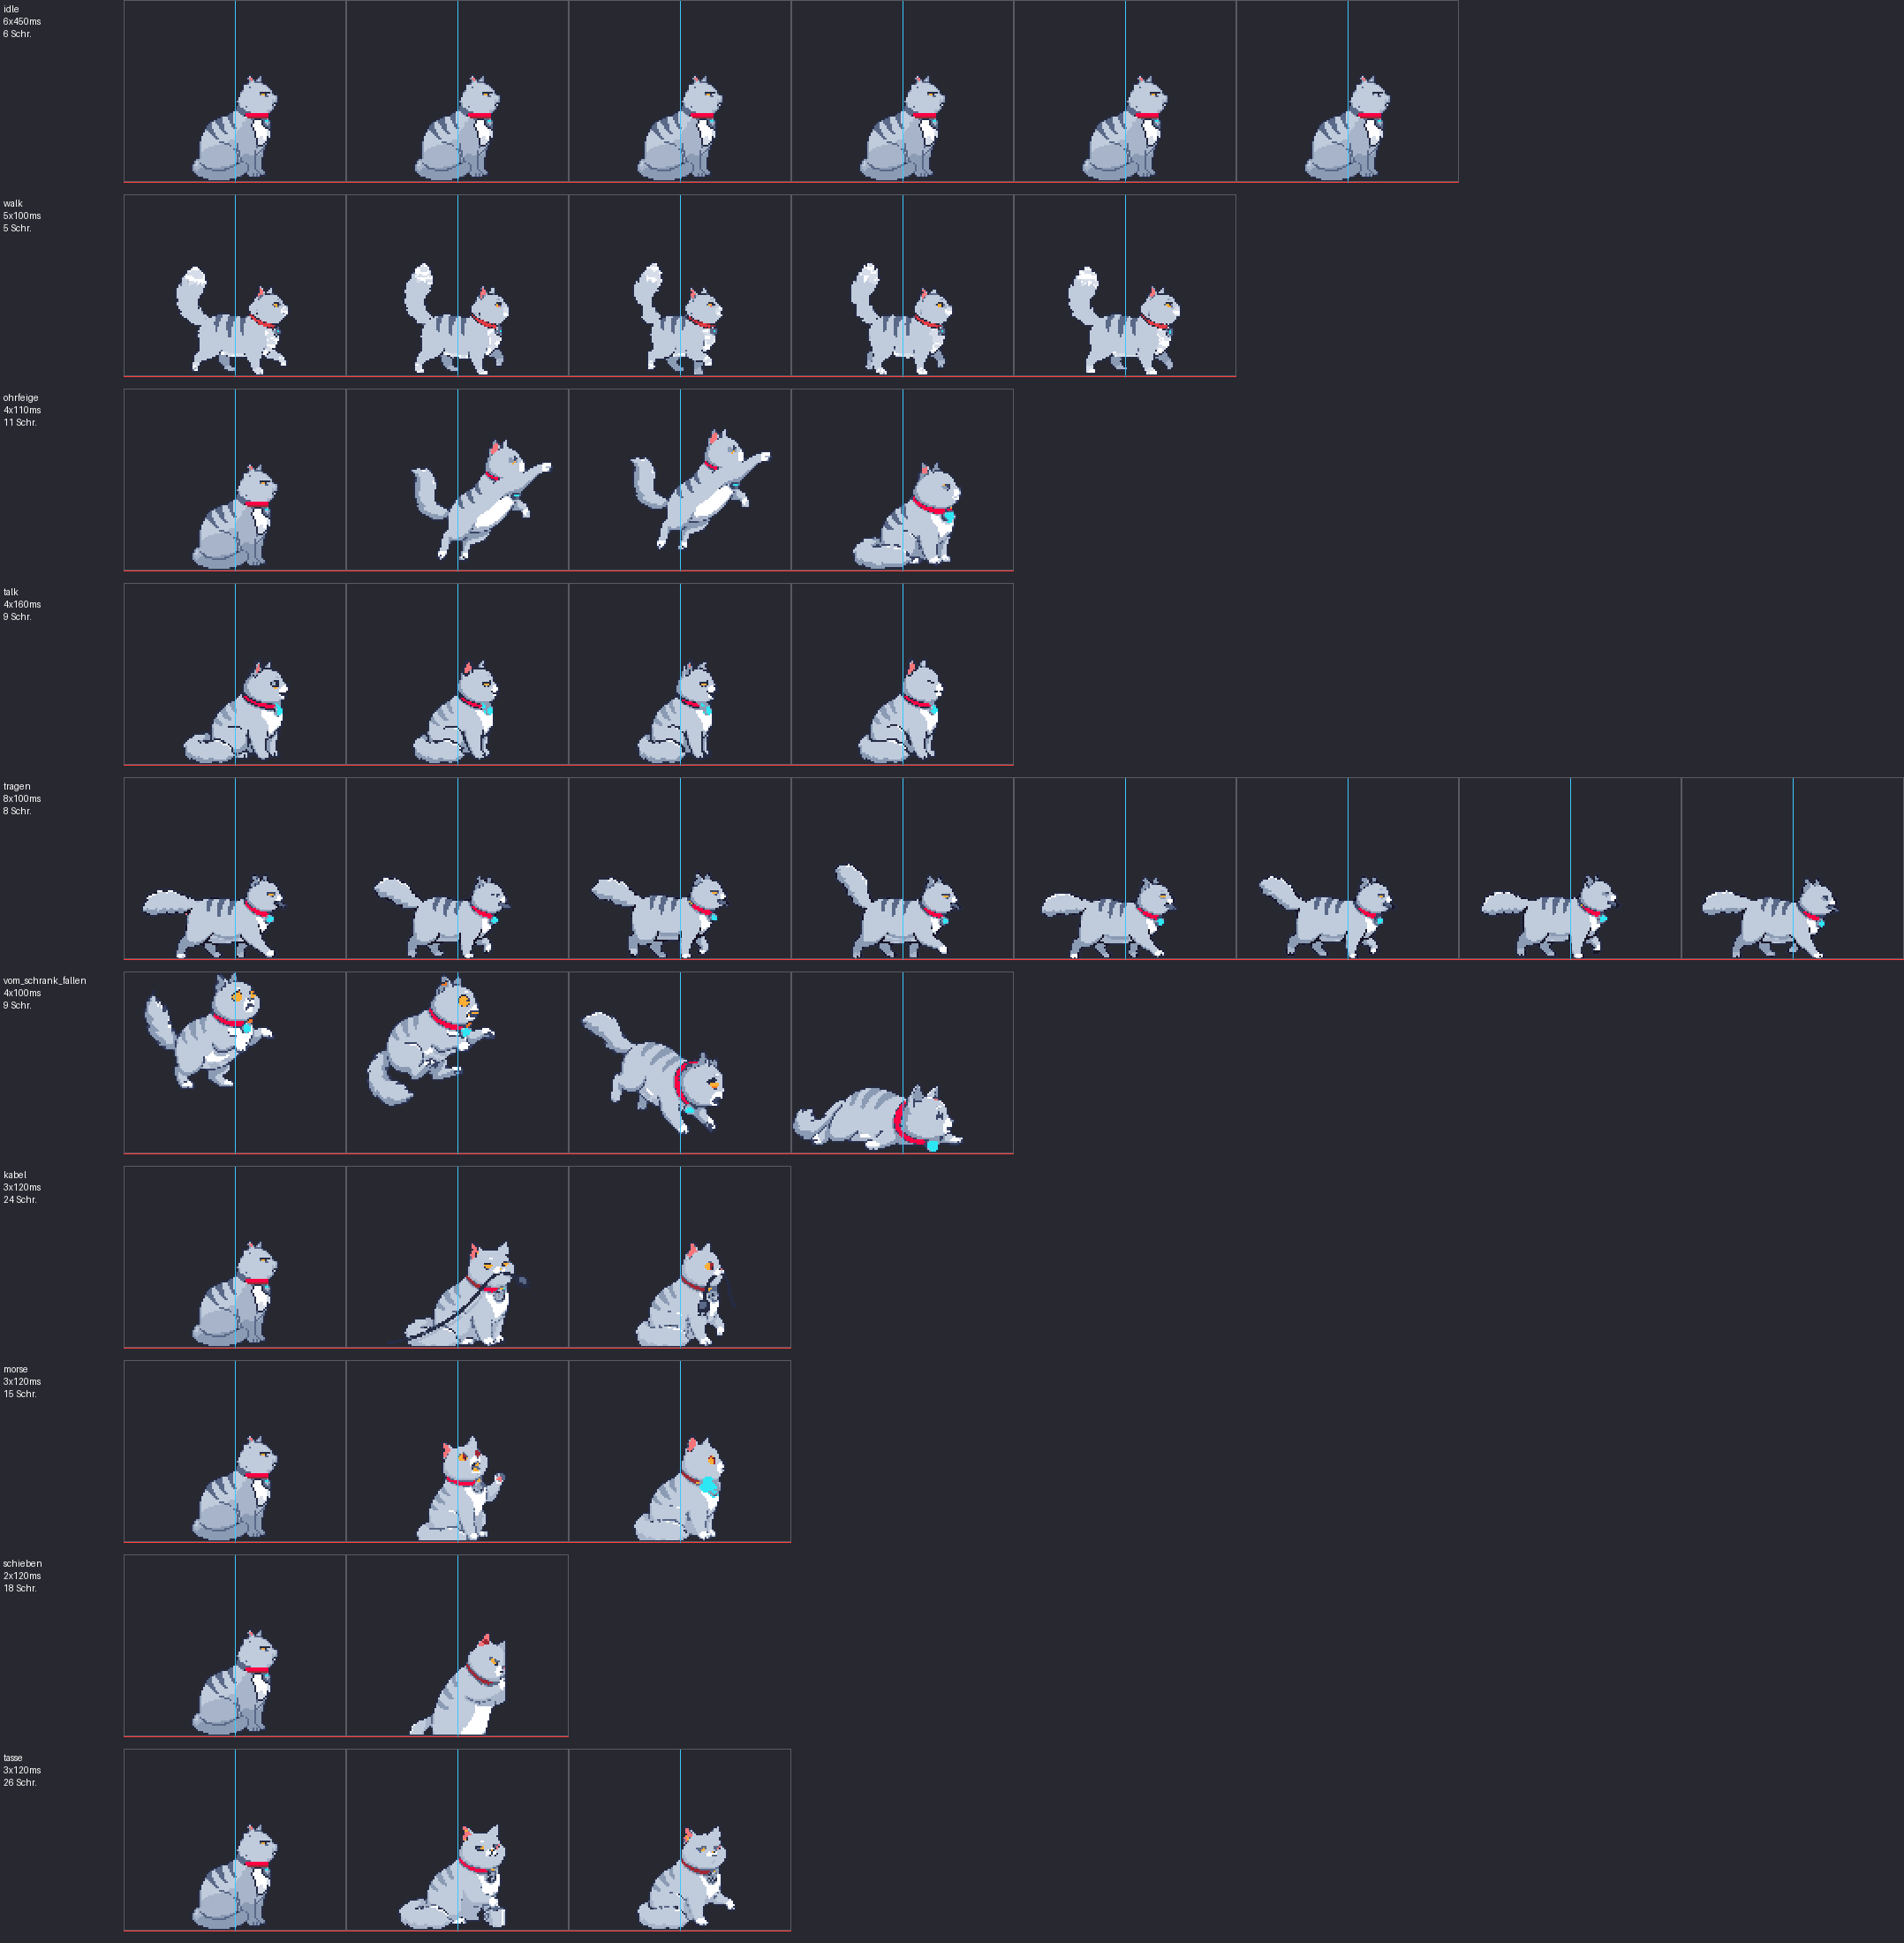 idle
6x450ms
6 Schr.
walk
5x100ms
5 Schr.
ohrfeige
4x110ms
11 Schr.
talk
4x160ms
9 Schr.
tragen
8x100ms
8 Schr.
vom_schrank_fallen
4x100ms
9 Schr.
kabel
3x120ms
24 Schr.
morse
3x120ms
15 Schr.
schieben
2x120ms
18 Schr.
tasse
3x120ms
26 Schr.